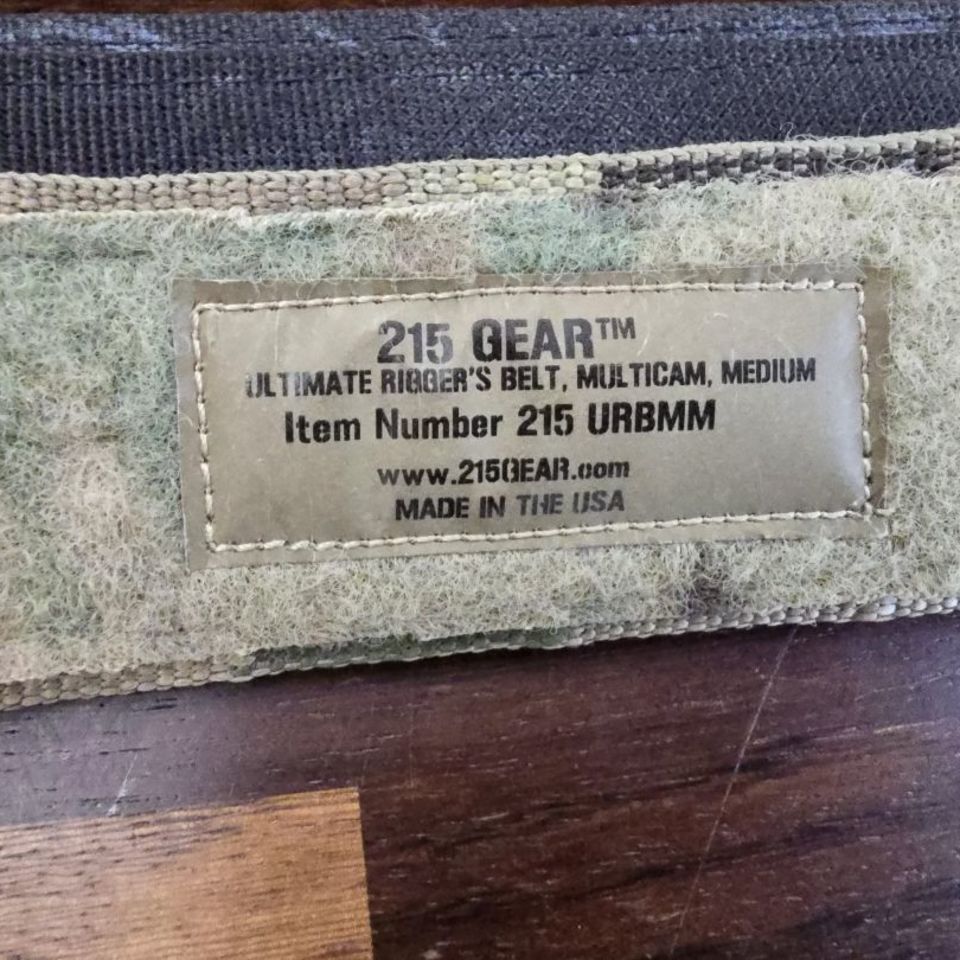 215 GEAR™
ULTIMATE RIGGER'S BELT, MULTICAM, MEDIUM
Item Number 215 URBMM
www.215GEAR.com
MADE IN THE USA